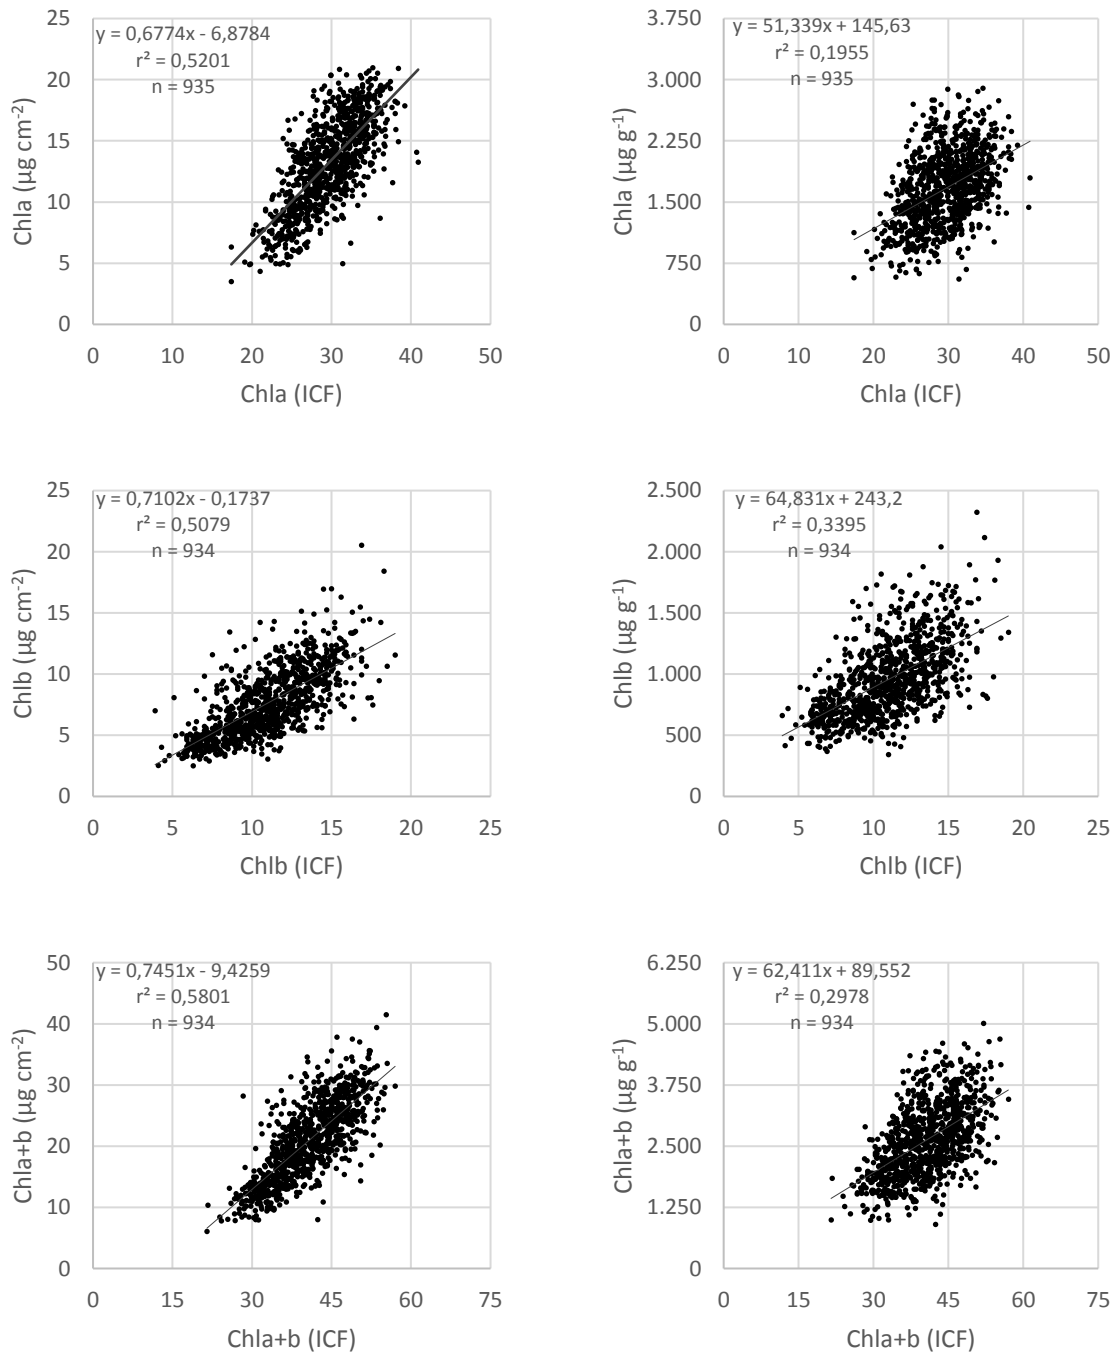 y = 0,6774x - 6,8784
r² = 0,5201
n = 935
25
20
15
10
5
0
Chla (µg cm⁻²)
0 10 20 30 40 50
Chla (ICF)
y = 51,339x + 145,63
r² = 0,1955
n = 935
3.750
3.000
2.250
1.500
750
0
Chla (µg g⁻¹)
0 10 20 30 40 50
Chla (ICF)
y = 0,7102x - 0,1737
r² = 0,5079
n = 934
25
20
15
10
5
0
Chlb (µg cm⁻²)
0 5 10 15 20 25
Chlb (ICF)
y = 64,831x + 243,2
r² = 0,3395
n = 934
2.500
2.000
1.500
1.000
500
0
Chlb (µg g⁻¹)
0 5 10 15 20 25
Chlb (ICF)
y = 0,7451x - 9,4259
r² = 0,5801
n = 934
50
40
30
20
10
0
Chla+b (µg cm⁻²)
0 15 30 45 60 75
Chla+b (ICF)
y = 62,411x + 89,552
r² = 0,2978
n = 934
6.250
5.000
3.750
2.500
1.250
0
Chla+b (µg g⁻¹)
0 15 30 45 60 75
Chla+b (ICF)